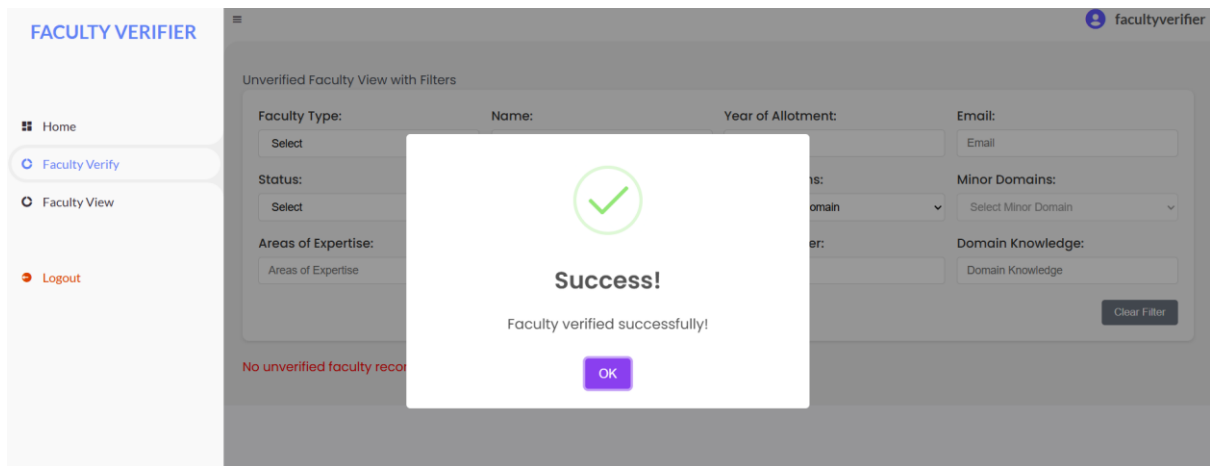 FACULTY VERIFIER
facultyverifier
Home
Faculty Verify
Faculty View
Logout
Unverified Faculty View with Filters
Faculty Type: Name: Year of Allotment: Email:
Select Email
Status: Minor Domains:
Select Select Minor Domain
Areas of Expertise: Domain Knowledge:
Areas of Expertise Domain Knowledge
Clear Filter
No unverified faculty
Success!
Faculty verified successfully!
OK